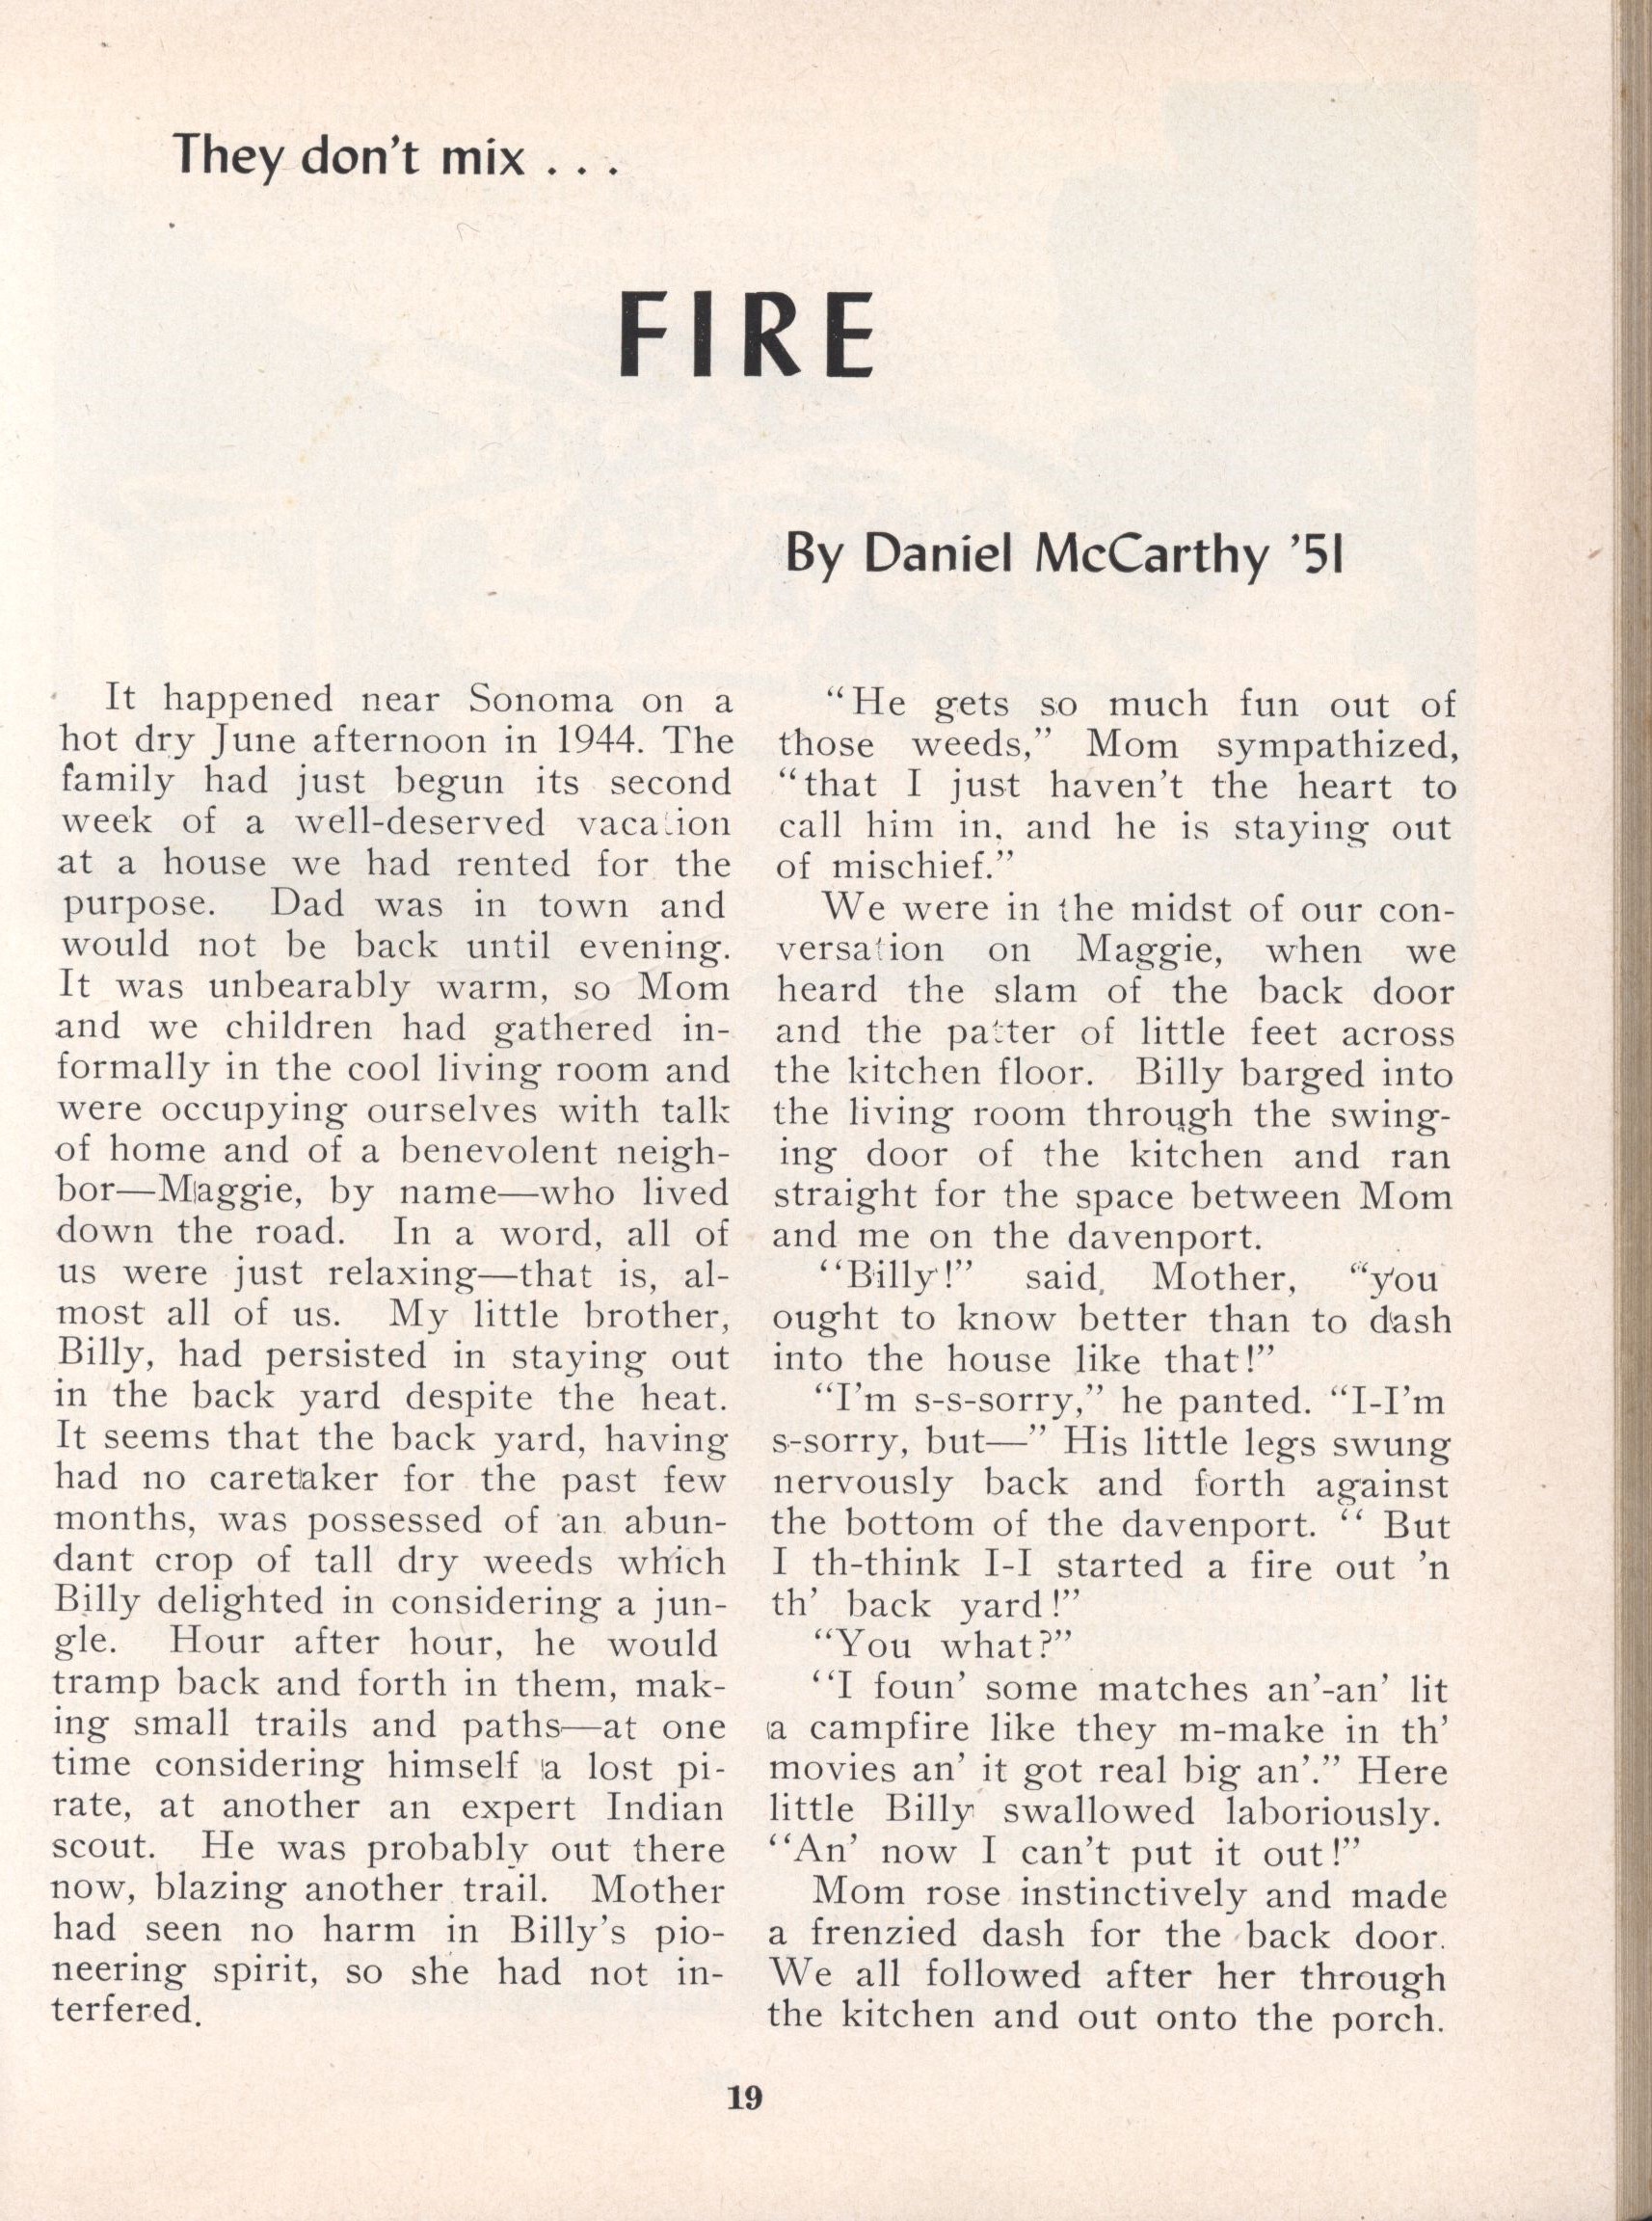 They don't mix . . .
FIRE
By Daniel McCarthy '51
It happened near Sonoma on a
hot dry June afternoon in 1944. The
family had just begun its second
week of a well-deserved vacation
at a house we had rented for the
purpose. Dad was in town and
would not be back until evening.
It was unbearably warm, so Mom
and we children had gathered in-
formally in the cool living room and
were occupying ourselves with talk
of home and of a benevolent neigh-
bor—Maggie, by name—who lived
down the road. In a word, all of
us were just relaxing—that is, al-
most all of us. My little brother,
Billy, had persisted in staying out
in the back yard despite the heat.
It seems that the back yard, having
had no caretaker for the past few
months, was possessed of an abun-
dant crop of tall dry weeds which
Billy delighted in considering a jun-
gle. Hour after hour, he would
tramp back and forth in them, mak-
ing small trails and paths—at one
time considering himself a lost pi-
rate, at another an expert Indian
scout. He was probably out there
now, blazing another trail. Mother
had seen no harm in Billy's pio-
neering spirit, so she had not in-
terfered.
"He gets so much fun out of
those weeds," Mom sympathized,
"that I just haven't the heart to
call him in, and he is staying out
of mischief."
We were in the midst of our con-
versation on Maggie, when we
heard the slam of the back door
and the patter of little feet across
the kitchen floor. Billy barged into
the living room through the swing-
ing door of the kitchen and ran
straight for the space between Mom
and me on the davenport.
"Billy!" said, Mother, "you
ought to know better than to dash
into the house like that!"
"I'm s-s-sorry," he panted. "I-I'm
s-sorry, but—" His little legs swung
nervously back and forth against
the bottom of the davenport. " But
I th-think I-I started a fire out 'n
th' back yard!"
"You what?"
"I foun' some matches an'-an' lit
a campfire like they m-make in th'
movies an' it got real big an'." Here
little Billy swallowed laboriously.
"An' now I can't put it out!"
Mom rose instinctively and made
a frenzied dash for the back door.
We all followed after her through
the kitchen and out onto the porch.
19